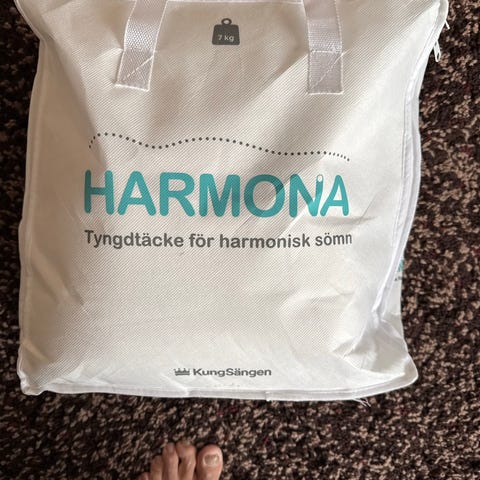 7 kg
HARMONA
Tyngdtäcke för harmonisk sömn
KungSängen